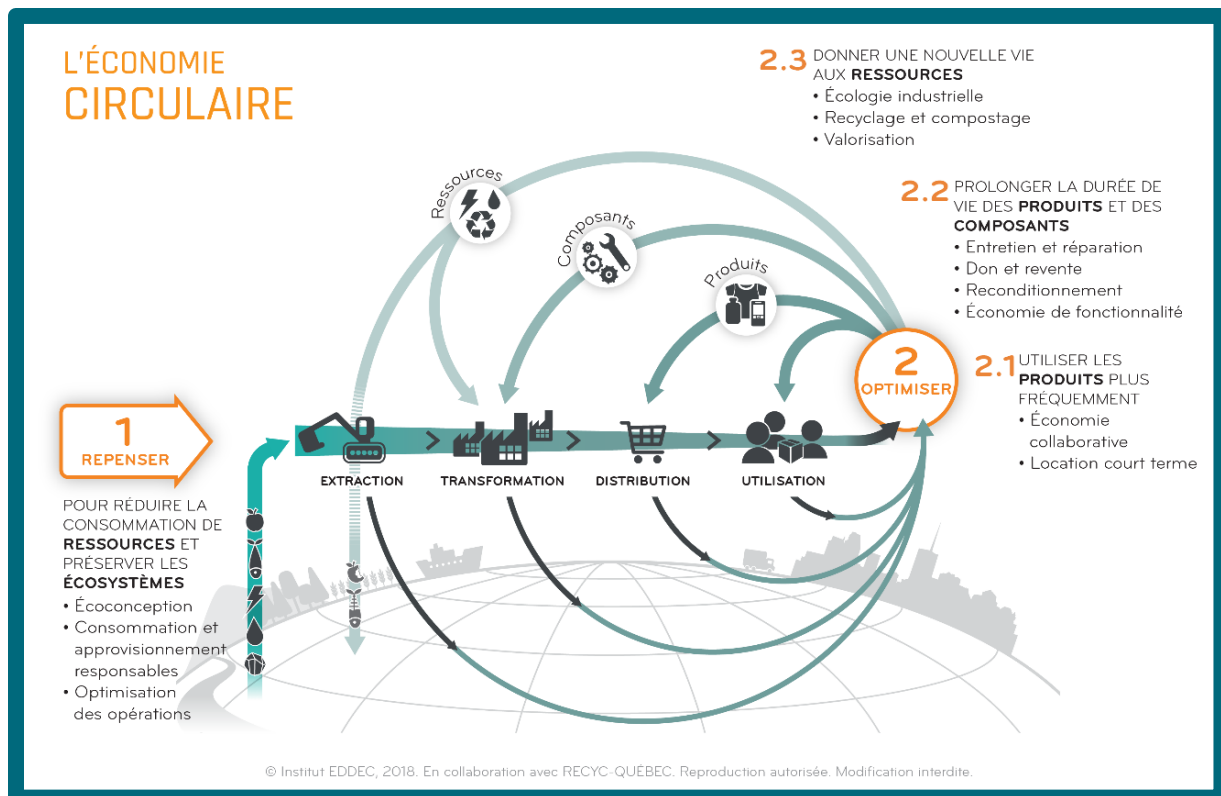 L'ÉCONOMIE
CIRCULAIRE
2.3 DONNER UNE NOUVELLE VIE
AUX RESSOURCES
• Écologie industrielle
• Recyclage et compostage
• Valorisation
2.2 PROLONGER LA DURÉE DE
VIE DES PRODUITS ET DES
COMPOSANTS
• Entretien et réparation
• Don et revente
• Reconditionnement
• Économie de fonctionnalité
2.1 UTILISER LES
PRODUITS PLUS
FRÉQUEMMENT
• Économie
collaborative
• Location court terme
Ressources
Composants
Produits
2
OPTIMISER
1
REPENSER
POUR RÉDUIRE LA
CONSOMMATION DE
RESSOURCES ET
PRÉSERVER LES
ÉCOSYSTÈMES
• Écoconception
• Consommation et
approvisionnement
responsables
• Optimisation
des opérations
EXTRACTION
TRANSFORMATION
DISTRIBUTION
UTILISATION
© Institut EDDEC, 2018. En collaboration avec RECYC-QUÉBEC. Reproduction autorisée. Modification interdite.